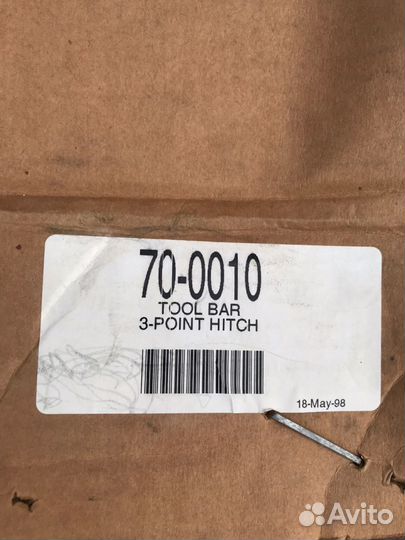 70-0010
TOOL BAR
3-POINT HITCH
18-May-98
Avito